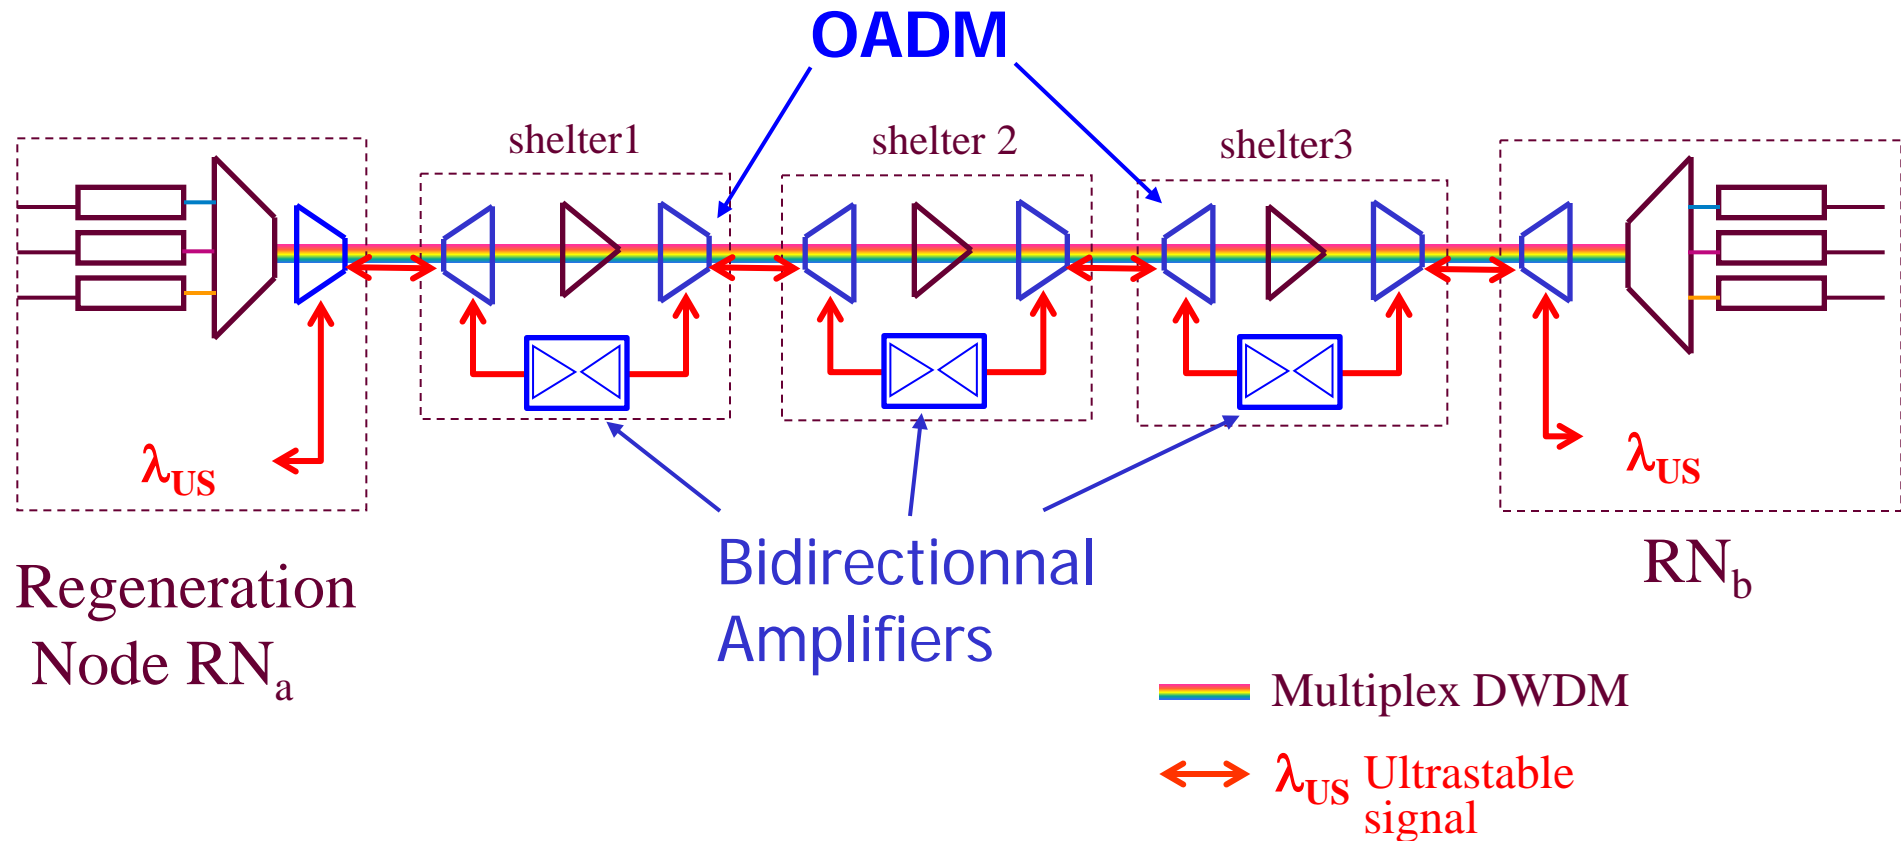 OADM
shelter1
shelter 2
shelter3
λUS
λUS
Regeneration
Node RNa
Bidirectionnal
Amplifiers
RNb
Multiplex DWDM
λUS Ultrastable
signal